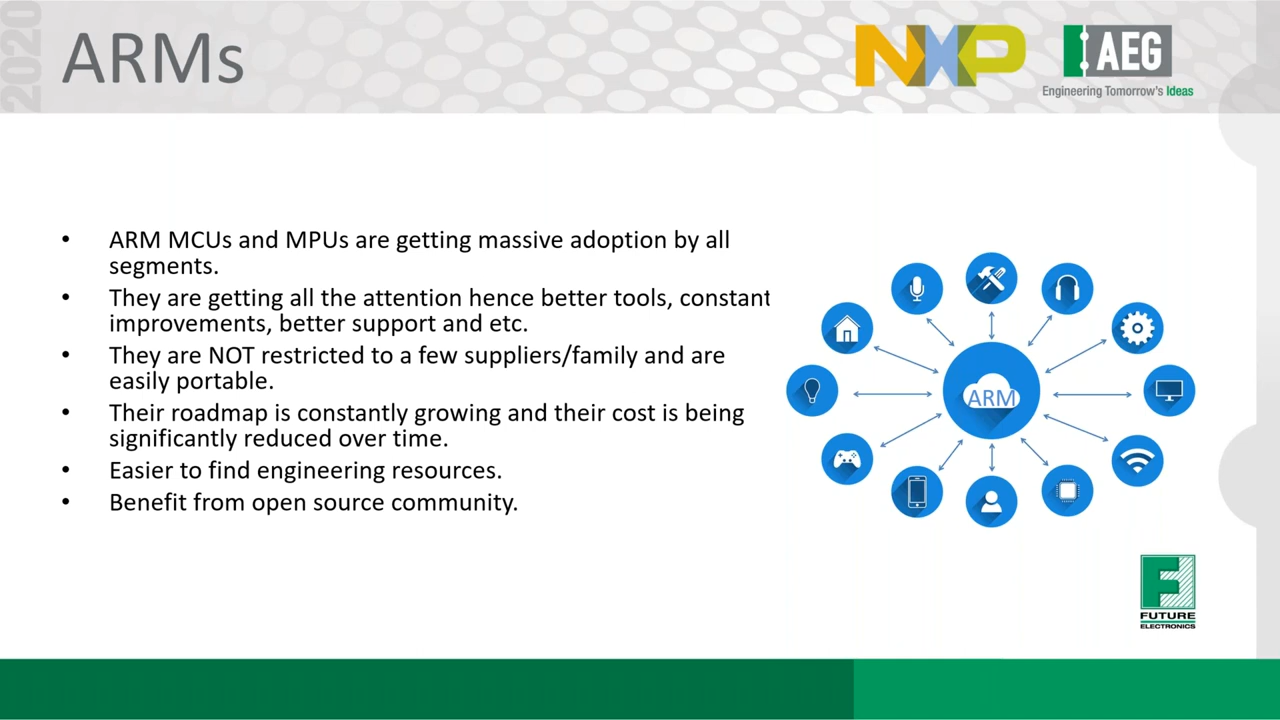 2020
ARMs
NXP
AEG
Engineering Tomorrow's Ideas
• ARM MCUs and MPUs are getting massive adoption by all
segments.
• They are getting all the attention hence better tools, constant
improvements, better support and etc.
• They are NOT restricted to a few suppliers/family and are
easily portable.
• Their roadmap is constantly growing and their cost is being
significantly reduced over time.
• Easier to find engineering resources.
• Benefit from open source community.
ARM
F
FUTURE
ELECTRONICS